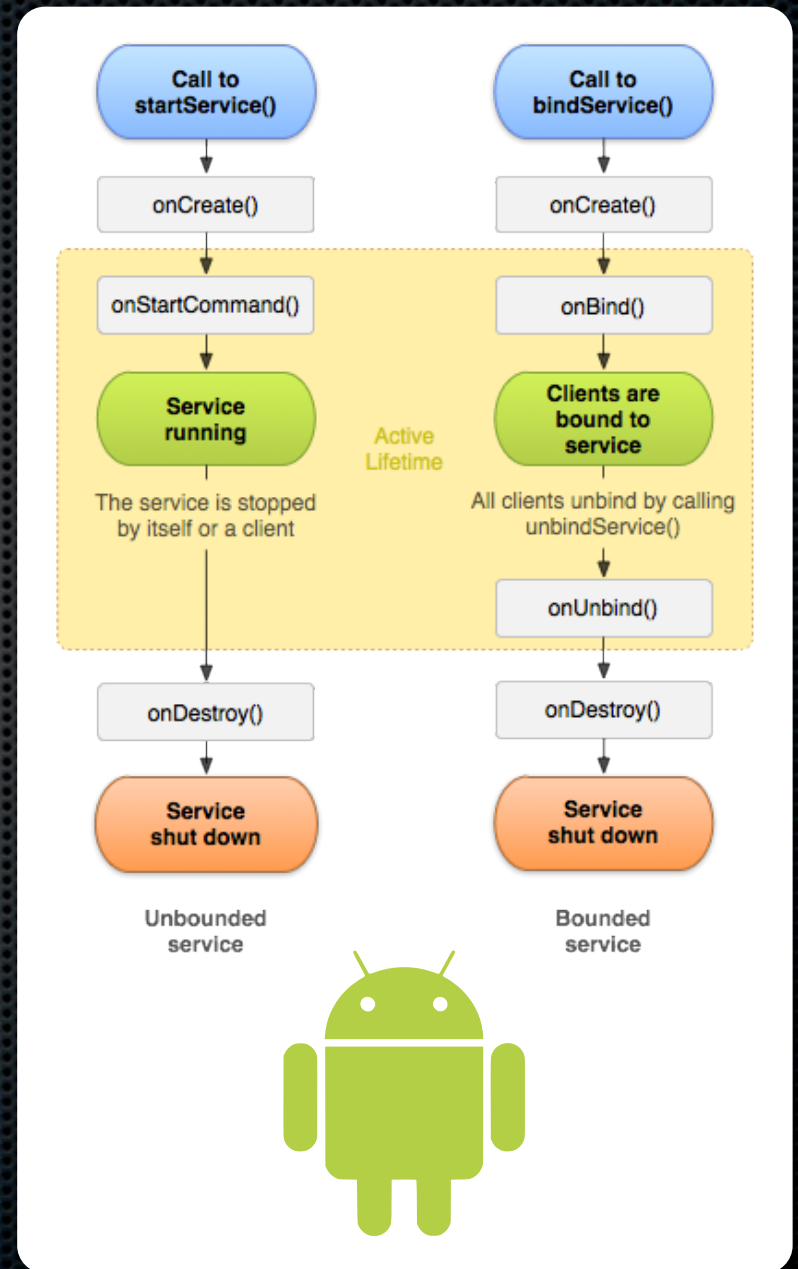 Call to
startService()
onCreate()
onStartCommand()
Service
running
The service is stopped
by itself or a client
onDestroy()
Service
shut down
Unbounded
service
Active
Lifetime
Call to
bindService()
onCreate()
onBind()
Clients are
bound to
service
All clients unbind by calling
unbindService()
onUnbind()
onDestroy()
Service
shut down
Bounded
service